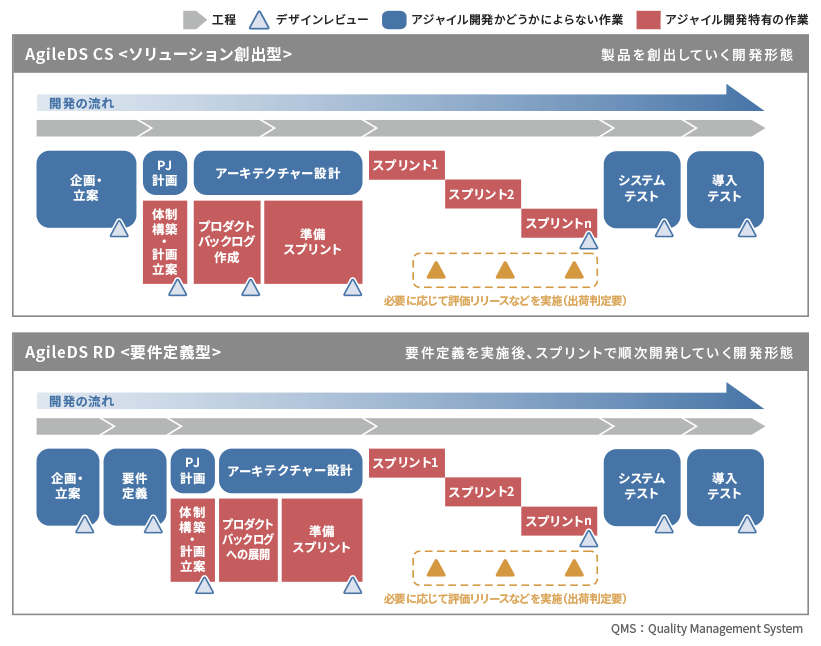 工程
デザインレビュー
アジャイル開発かどうかによらない作業
アジャイル開発特有の作業
AgileDS CS <ソリューション創出型>
製品を創出していく開発形態
開発の流れ
企画・
立案
PJ
計画
アーキテクチャー設計
体制
構築
・
計画
立案
プロダクト
バックログ
作成
準備
スプリント
スプリント1
スプリント2
スプリントn
システム
テスト
導入
テスト
必要に応じて評価リリースなどを実施(出荷判定要)
AgileDS RD <要件定義型>
要件定義を実施後、スプリントで順次開発していく開発形態
開発の流れ
企画・
立案
要件
定義
PJ
計画
アーキテクチャー設計
体制
構築
・
計画
立案
プロダクト
バックログ
への展開
準備
スプリント
スプリント1
スプリント2
スプリントn
システム
テスト
導入
テスト
必要に応じて評価リリースなどを実施(出荷判定要)
QMS：Quality Management System